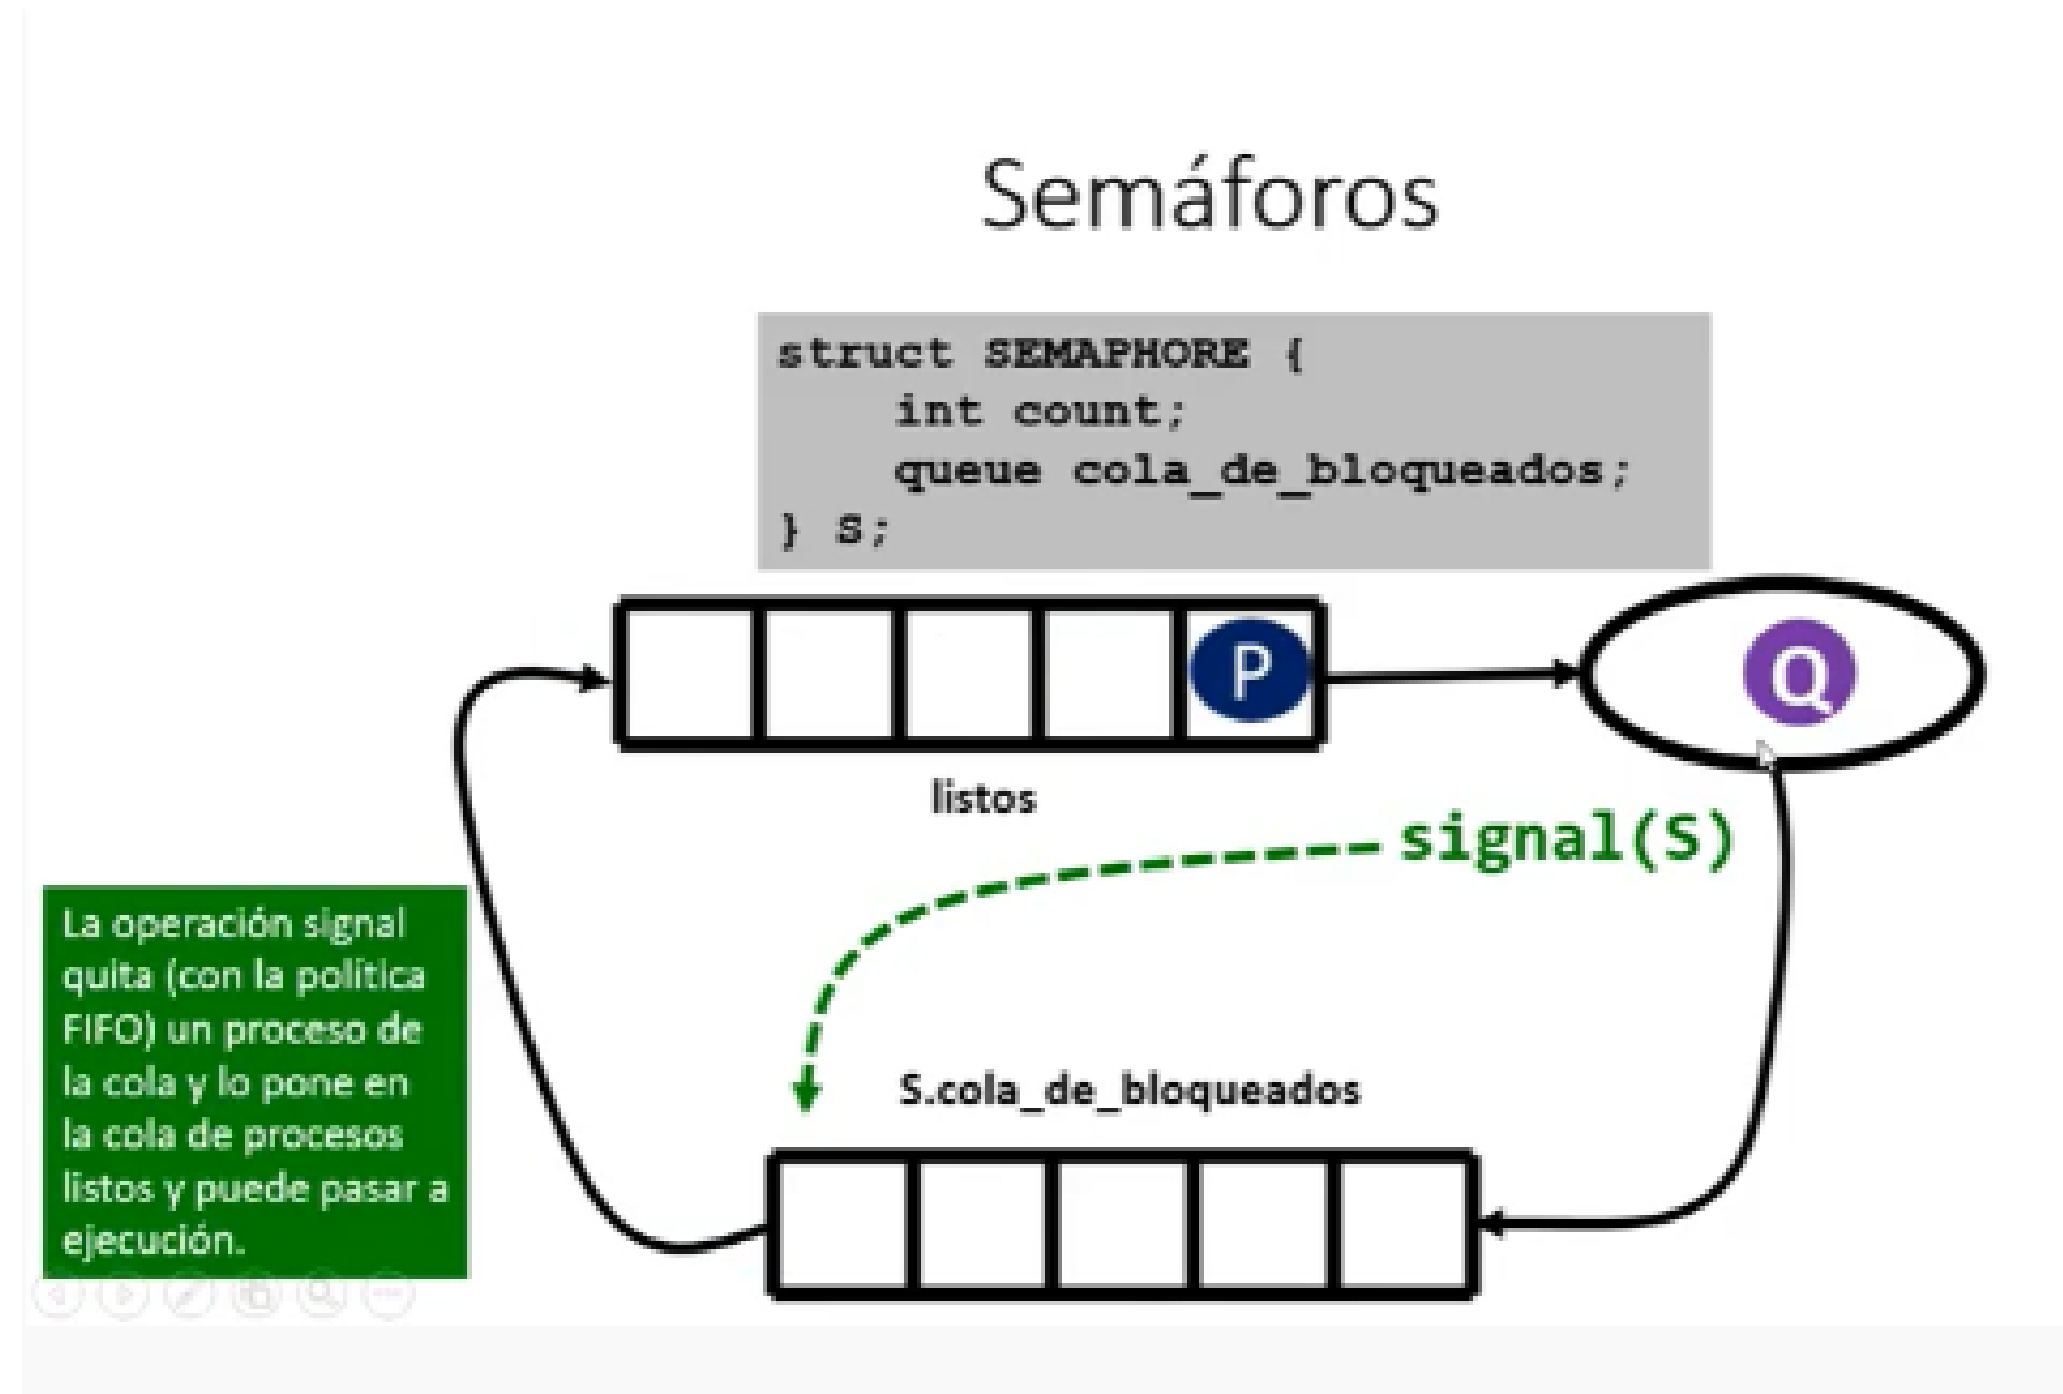 Semáforos
struct SEMAPHORE {
int count;
queue cola_de_bloqueados;
} S;
P
Q
listos
signal(S)
La operación signal
quita (con la política
FIFO) un proceso de
la cola y lo pone en
la cola de procesos
listos y puede pasar a
ejecución.
S.cola_de_bloqueados